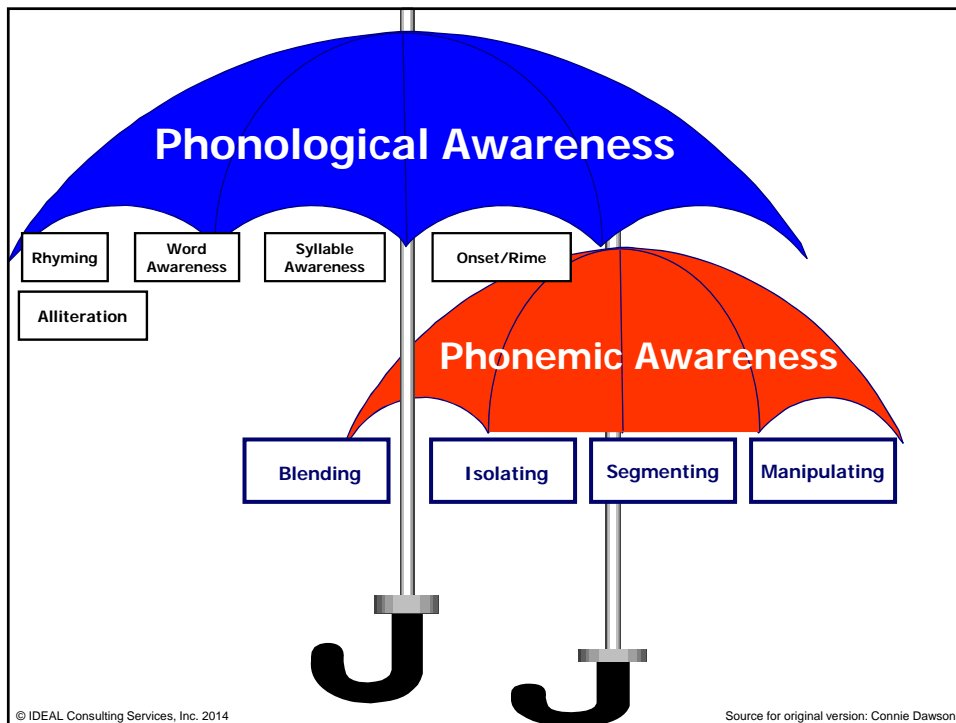 Phonological Awareness
Rhyming
Word
Awareness
Syllable
Awareness
Onset/Rime
Alliteration
Phonemic Awareness
Blending
Isolating
Segmenting
Manipulating
© IDEAL Consulting Services, Inc. 2014
Source for original version: Connie Dawson